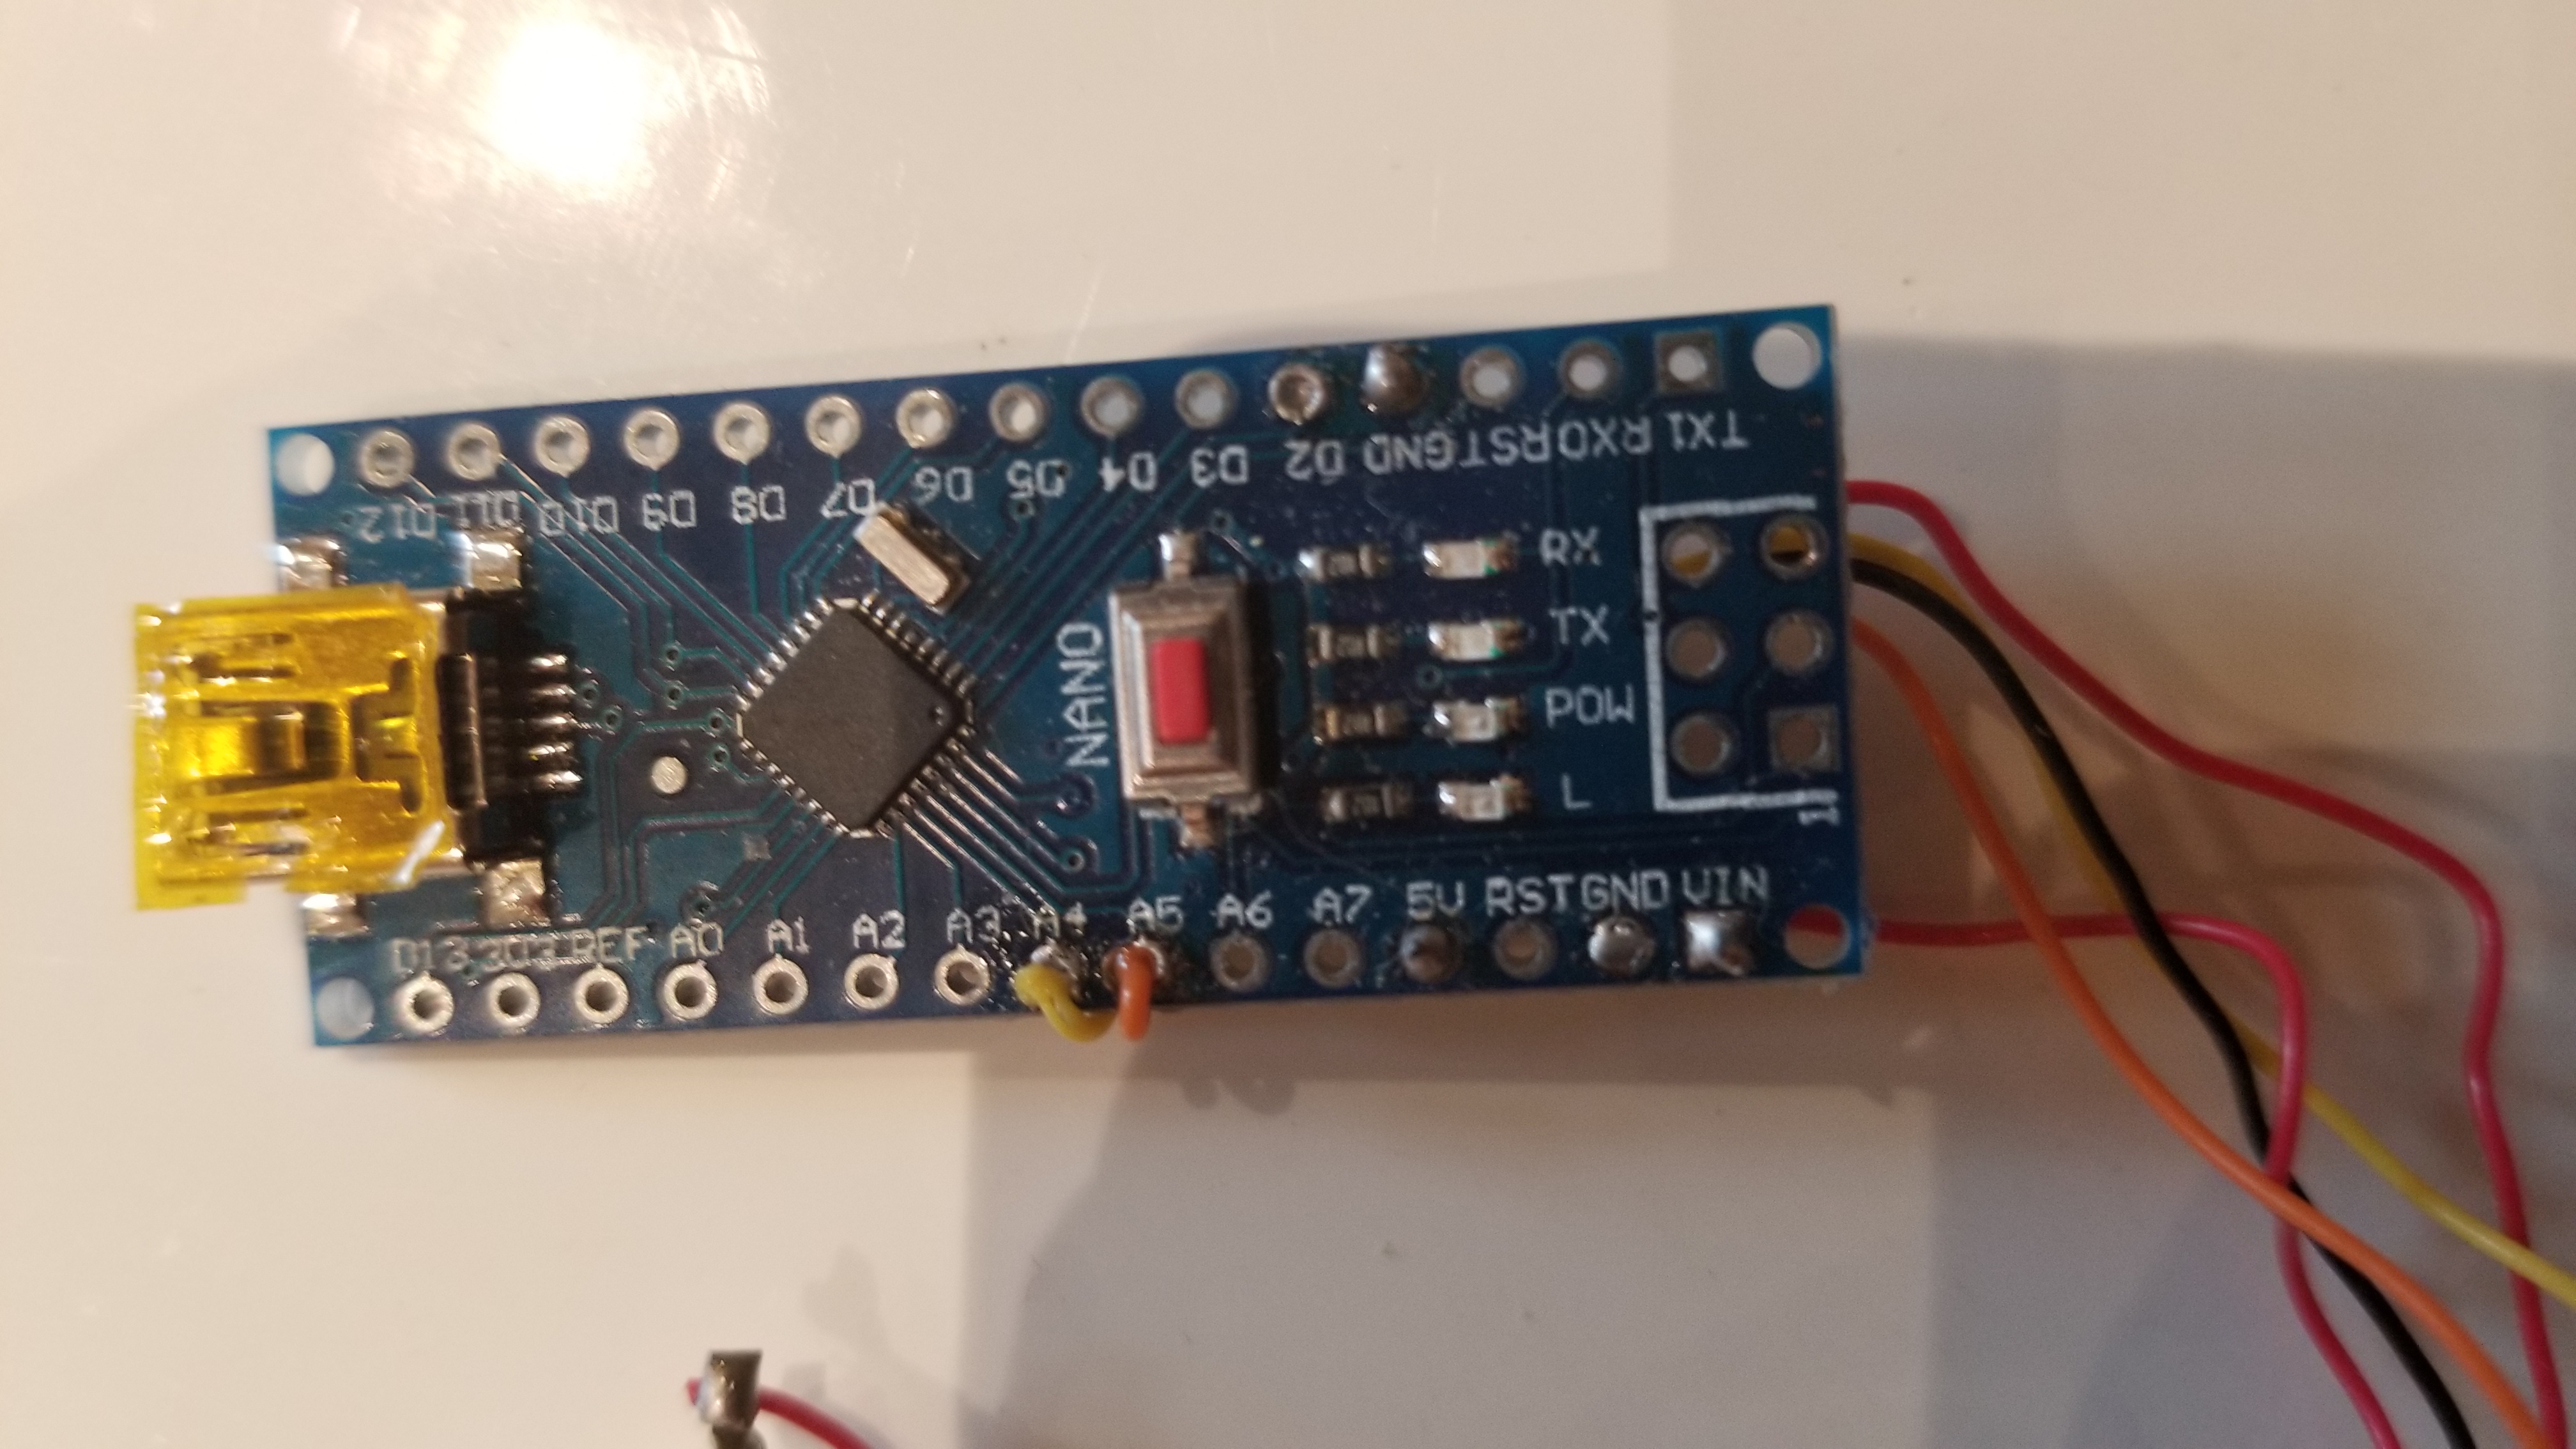 D13
3V3
REF
A0
A1
A2
A3
A4
A5
A6
A7
5V
RST
GND
VIN
D12
D11
D10
D9
D8
D7
D6
D5
D4
D3
D2
GND
RST
RX0
TX1
NANO
L
POW
TX
RX
1